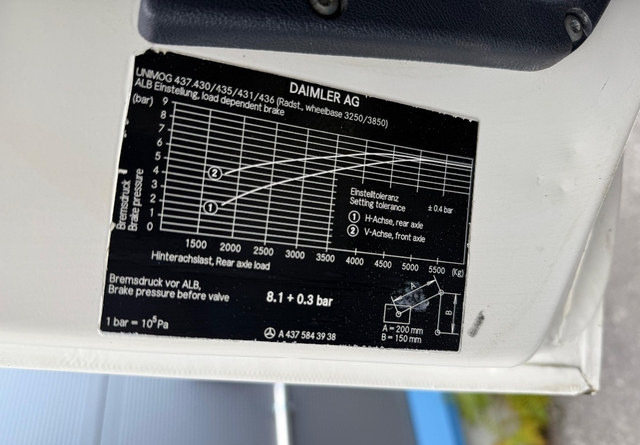 DAIMLER AG
UNIMOG 437.430/435/431/436 (Radst., wheelbase 3250/3850)
ALB Einstellung, load dependent brake
(bar)
9
8
7
6
5
4
3
2
1
0
Bremsdruck
Brake pressure
②
①
Einstelltoleranz
Setting tolerance ± 0.4 bar
① H-Achse, rear axle
② V-Achse, front axle
1500 2000 2500 3000 3500 4000 4500 5000 5500 (Kg)
Hinterachslast, Rear axle load
Bremsdruck vor ALB,
Brake pressure before valve 8.1 + 0.3 bar
B
A = 200 mm
B = 150 mm
1 bar = 10⁵Pa
A 437 584 39 38